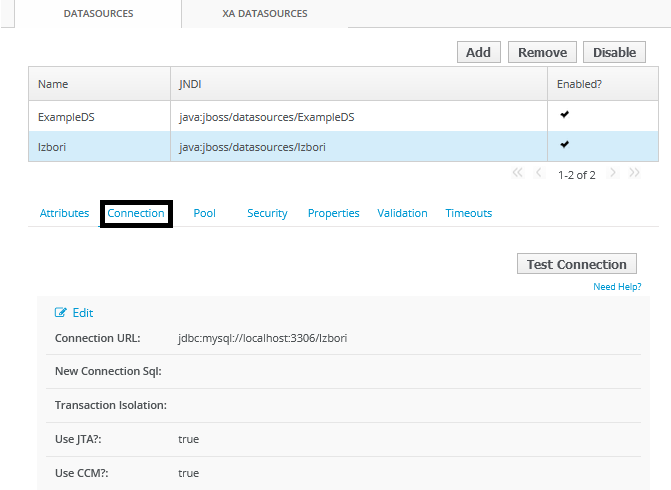 DATASOURCES XA DATASOURCES
Add Remove Disable
Name JNDI Enabled?
ExampleDS java:jboss/datasources/ExampleDS
Izbori java:jboss/datasources/Izbori
1-2 of 2
Attributes Connection Pool Security Properties Validation Timeouts
Test Connection
Need Help?
Edit
Connection URL: jdbc:mysql://localhost:3306/Izbori
New Connection Sql:
Transaction Isolation:
Use JTA?: true
Use CCM?: true